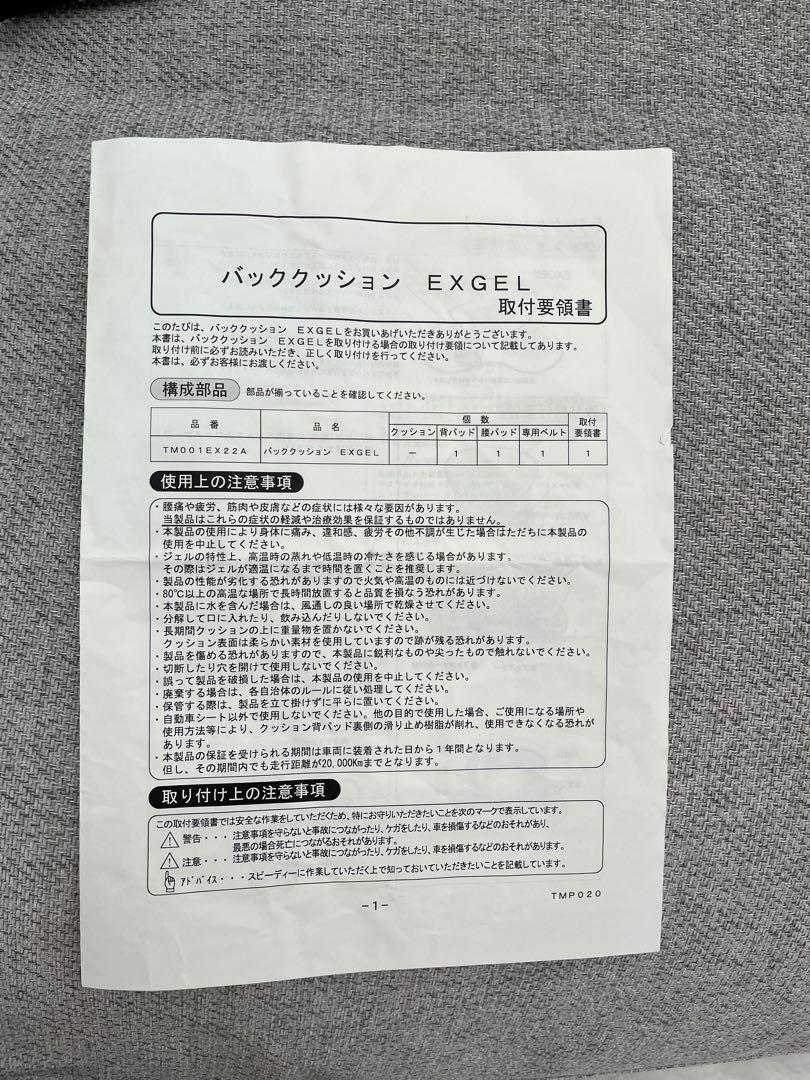 バッククッション　ＥＸＧＥＬ
取付要領書
このたびは、バッククッション　ＥＸＧＥＬをお買いあげいただきありがとうございます。
本書は、バッククッション　ＥＸＧＥＬを取り付ける場合の取り付け要領について記載してあります。
取り付け前に必ずお読みいただき、正しく取り付けを行ってください。
本書は、必ずお客様にお渡しください。
構成部品　部品が揃っていることを確認してください。
品　番　品　名　個　数　取付要領書
クッション　背パッド　腰パッド　専用ベルト
ＴＭ００１ＥＸ２２Ａ　バッククッション　ＥＸＧＥＬ　－　１　１　１　１
使用上の注意事項
・腰痛や疲労、筋肉や皮膚などの症状には様々な要因があります。
当製品はこれらの症状の軽減や治療効果を保証するものではありません。
・本製品の使用により身体に痛み、違和感、疲労その他不調が生じた場合はただちに本製品の
使用を中止してください。
・ジェルの特性上、高温時の蒸れや低温時の冷たさを感じる場合があります。
その際はジェルが適温になるまで時間を置くことを推奨します。
・製品の性能が劣化する恐れがありますので火気や高温のものには近づけないでください。
・80℃以上の高温な場所で長時間放置すると品質を損なう恐れがあります。
・本製品に水を含んだ場合は、風通しの良い場所で乾燥させてください。
・分解して口に入れたり、飲み込んだりしないでください。
・長期間クッションの上に重量物を置かないでください。
クッション表面は柔らかい素材を使用していますので跡が残る恐れがあります。
・製品を傷める恐れがありますので、本製品に鋭利なものや尖ったもので触れないでください。
・切断したり穴を開けて使用しないでください。
・誤って製品を破損した場合は、本製品の使用を中止してください。
・廃棄する場合は、各自治体のルールに従い処理してください。
・保管する際は、製品を立て掛けずに平らに置いてください。
・自動車シート以外で使用しないでください。他の目的で使用した場合、ご使用になる場所や
使用方法等により、クッション背パッド裏側の滑り止め樹脂が削れ、使用できなくなる恐れが
あります。
・本製品の保証を受けられる期間は車両に装着された日から１年間となります。
但し、その期間内でも走行距離が20,000Kmまでとなります。
取り付け上の注意事項
この取付要領書では安全な作業をしていただくため、特にお守りいただきたいことを次のマークで表示しています。
警告・・・　注意事項を守らないと事故につながったり、ケガをしたり、車を損傷するなどのおそれがあり、
最悪の場合死亡につながるおそれがあります。
注意・・・　注意事項を守らないと事故につながったり、ケガをしたり、車を損傷するなどのおそれがあります。
ｱﾄﾞﾊﾞｲｽ・・・スピーディーに作業していただく上で知っておいていただきたいことを記載しています。
ＴＭＰ０２０
－１－